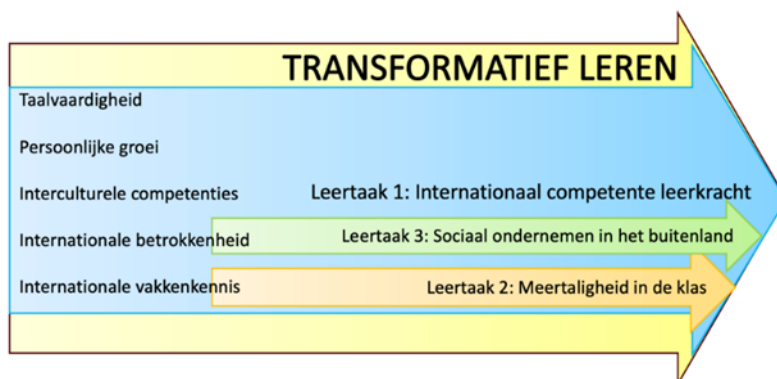 TRANSFORMATIEF LEREN
Taalvaardigheid
Persoonlijke groei
Interculturele competenties
Leertaak 1: Internationaal competente leerkracht
Internationale betrokkenheid
Leertaak 3: Sociaal ondernemen in het buitenland
Internationale vakkenkennis
Leertaak 2: Meertaligheid in de klas